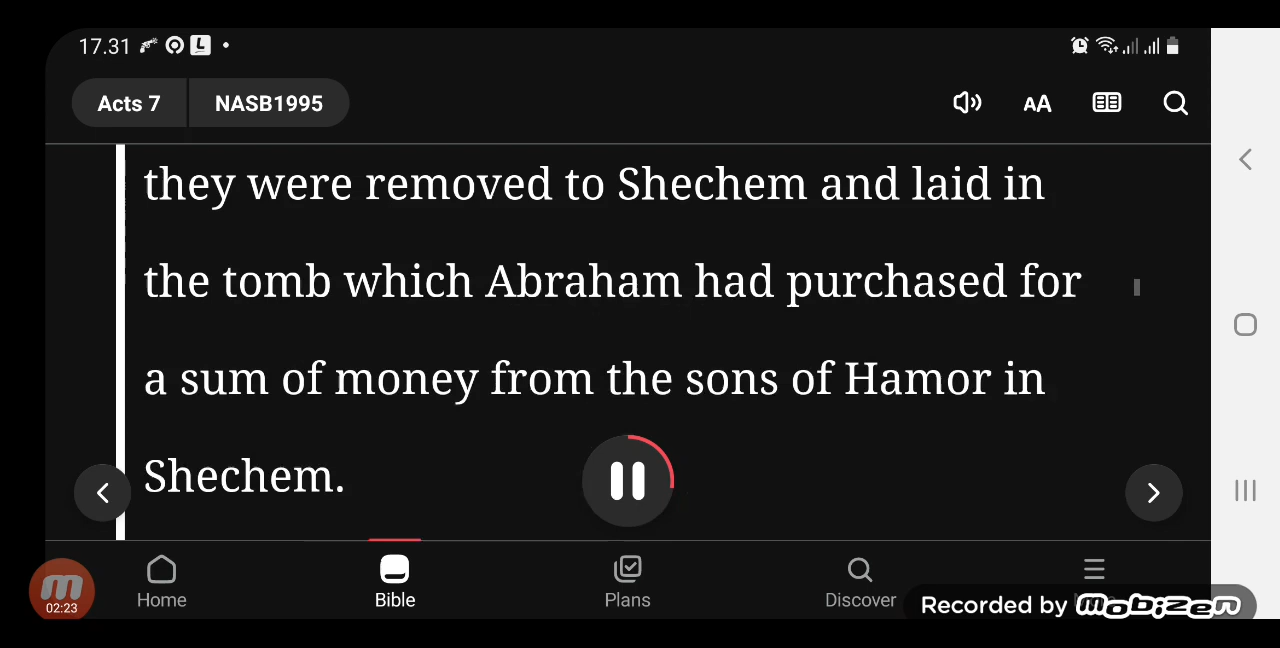 17.31 L
Acts 7 NASB1995 AA
they were removed to Shechem and laid in
the tomb which Abraham had purchased for
a sum of money from the sons of Hamor in
Shechem.
Home Bible Plans Discover
m
02:23
Recorded by Mobizen